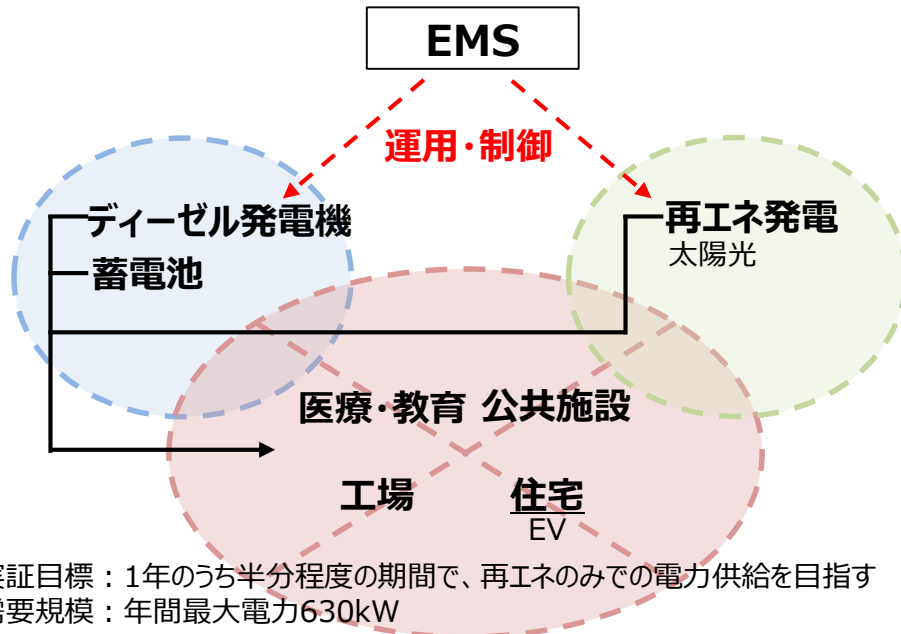 EMS
運用・制御
ディーゼル発電機
蓄電池
再エネ発電
太陽光
医療・教育 公共施設
工場 住宅
EV
実証目標：1年のうち半分程度の期間で、再エネのみでの電力供給を目指す
需要規模：年間最大電力630kW